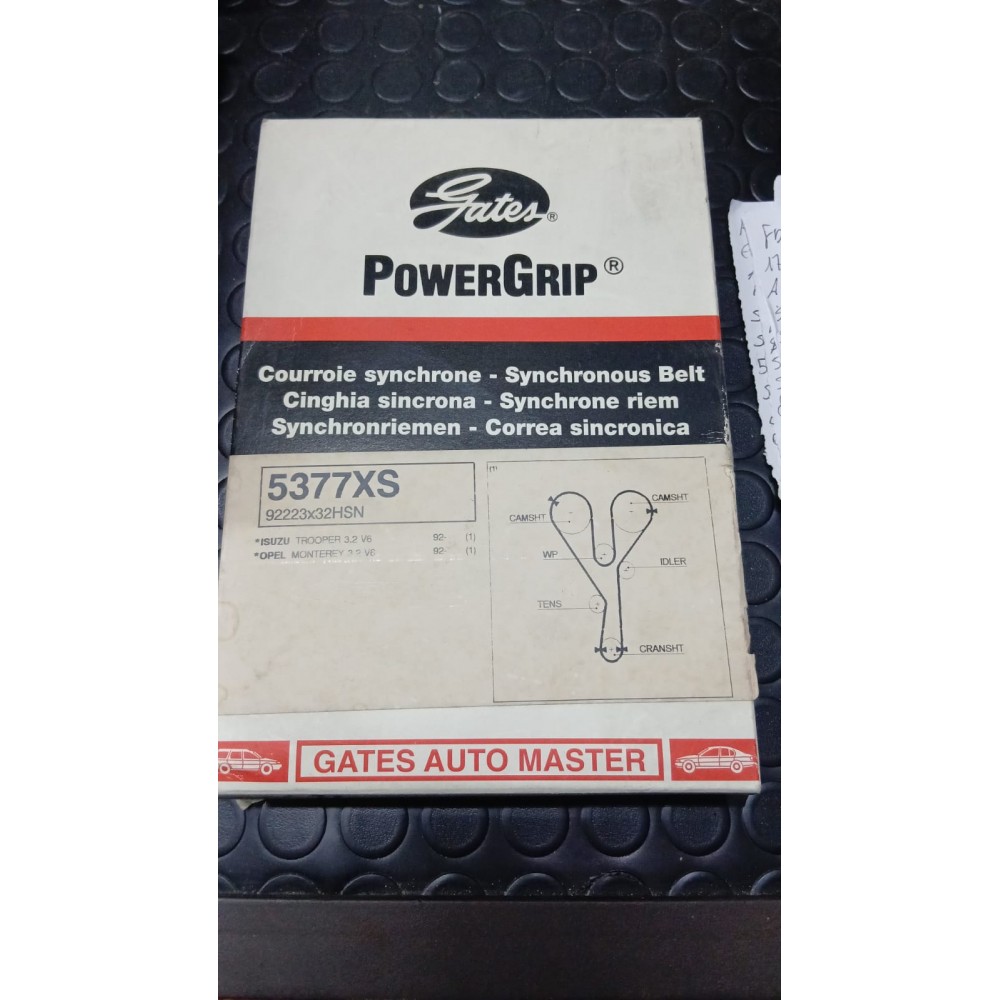 Gates®
POWERGRIP®
Courroie synchrone - Synchronous Belt
Cinghia sincrona - Synchrone riem
Synchronriemen - Correa sincronica
5377XS
92223x32HSN
*ISUZU TROOPER 3.2 V6 92- (1)
*OPEL MONTEREY 3.2 V6 92- (1)
(1)
CAMSHT
CAMSHT
WP
IDLER
TENS
CRANSHT
GATES AUTO MASTER